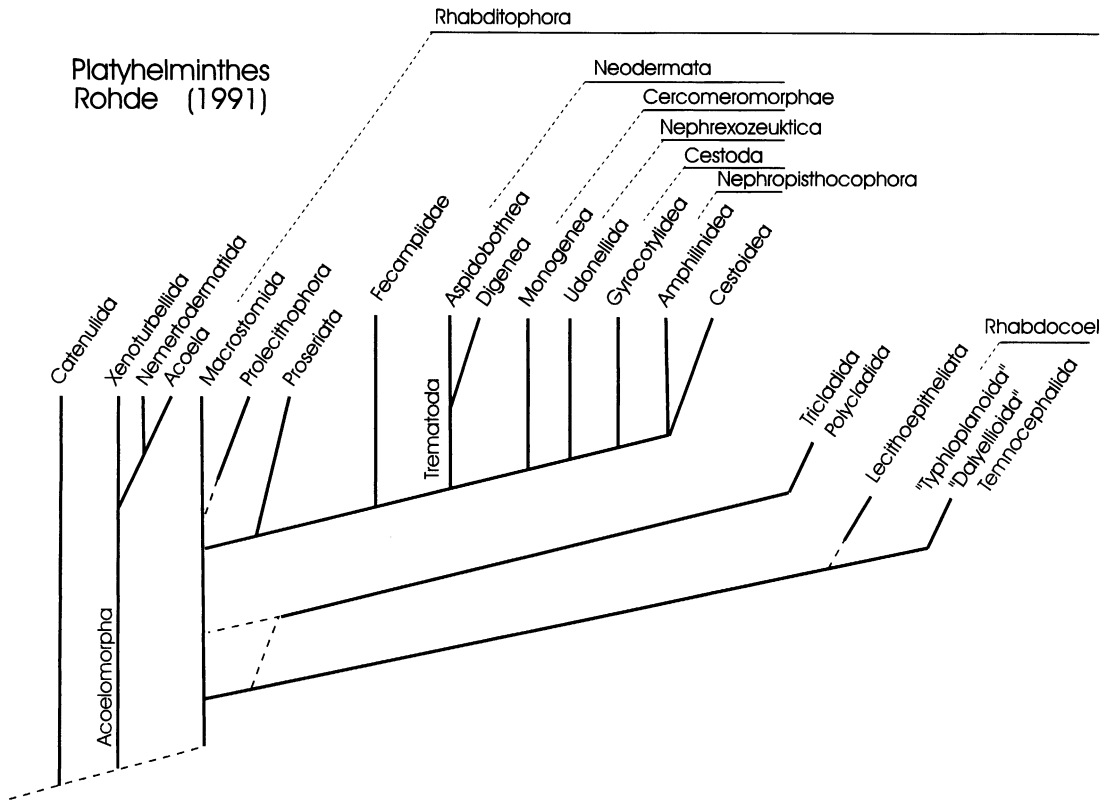 Rhabditophora
Platyhelminthes
Rohde (1991)
Neodermata
Cercomeromorphae
Nephrexozeuktica
Cestoda
Nephropisthocophora
Catenulida
Xenoturbellida
Nemertodermatida
Acoela
Macrostomida
Prolecithophora
Proseriata
Fecampiidae
Aspidobothrea
Digenea
Monogenea
Udonellida
Gyrocotylidea
Amphilinidea
Cestoidea
Rhabdocoel
Tricladida
Polycladida
Lecithoepithellata
"Typhloplanoida"
"Dalyellioida"
Temnocephalida
Trematoda
Acoelomorpha